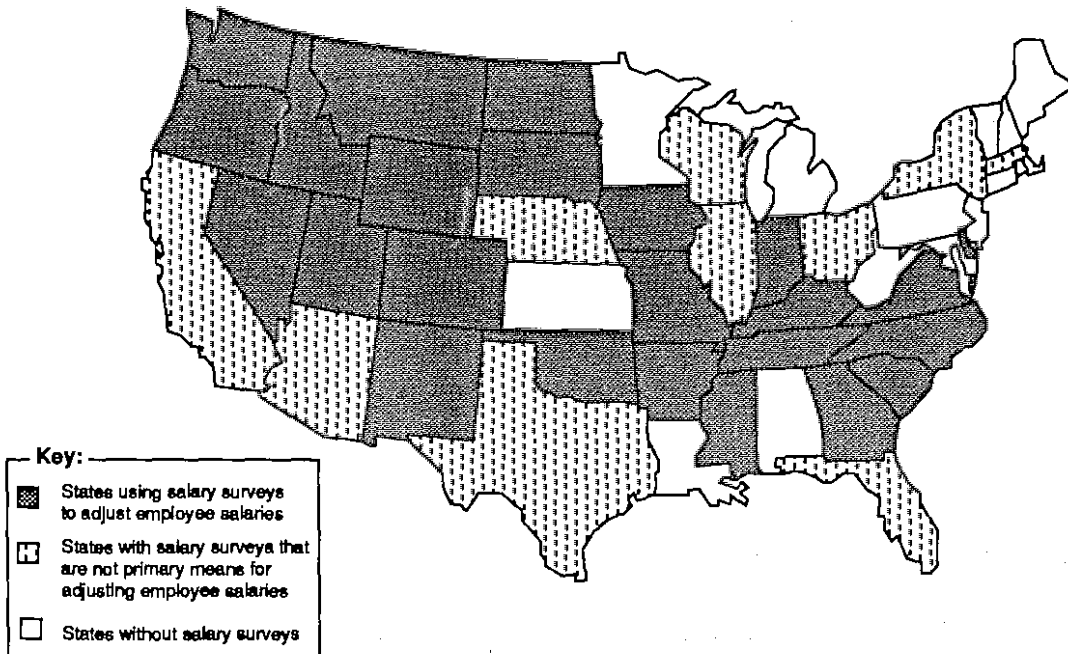 Key:
States using salary surveys
to adjust employee salaries
States with salary surveys that
are not primary means for
adjusting employee salaries
States without salary surveys